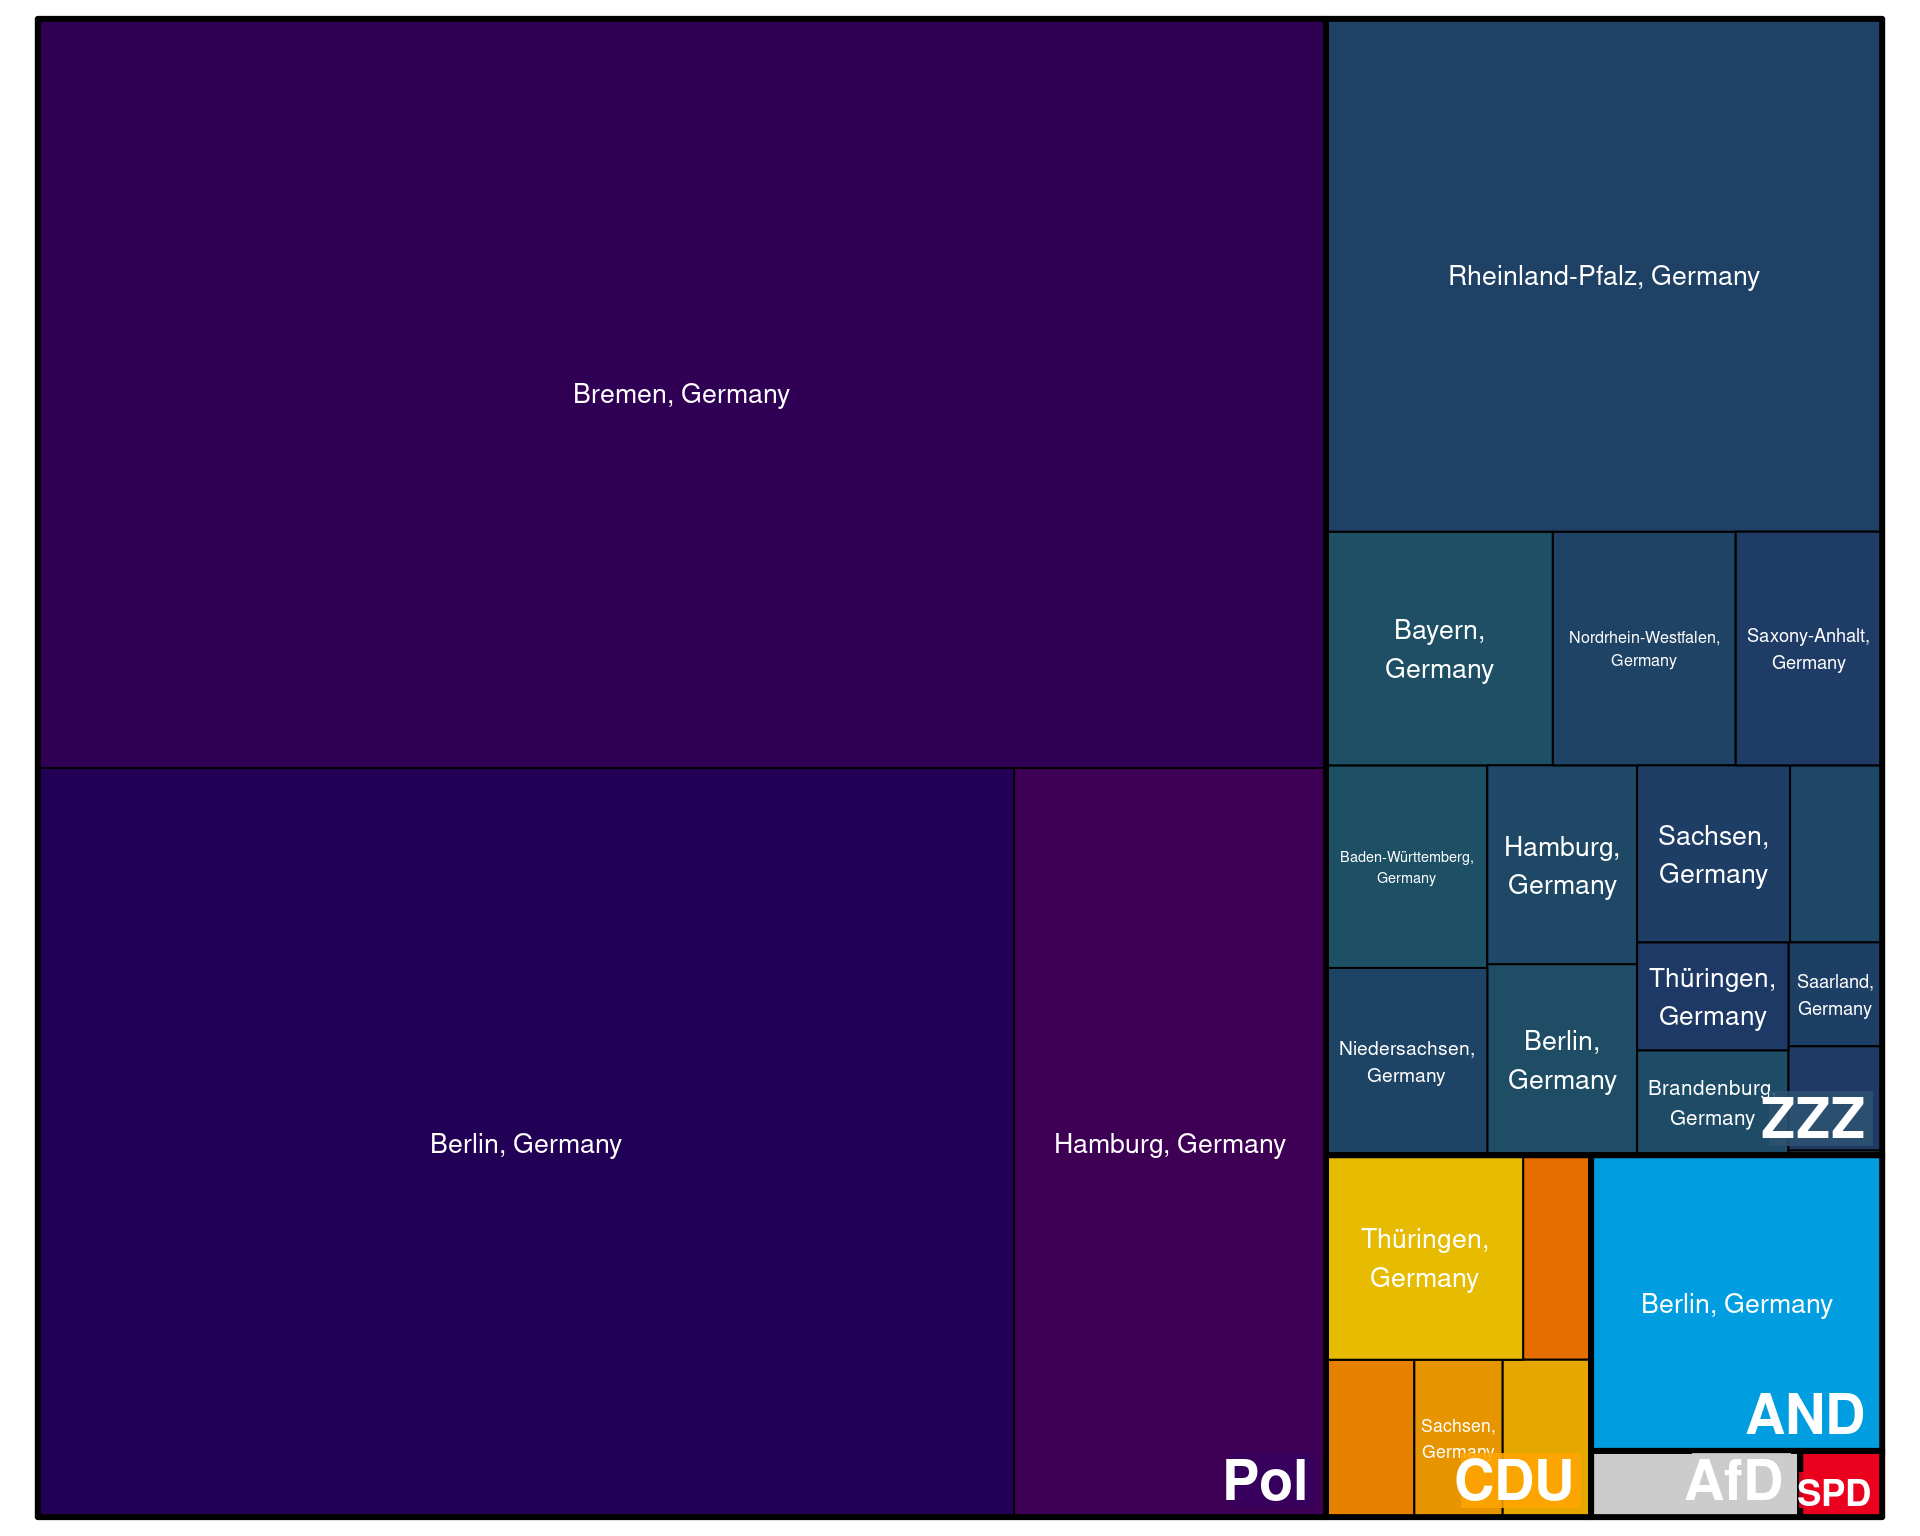 Bremen, Germany
Berlin, Germany
Hamburg, Germany
Pol
Rheinland-Pfalz, Germany
Bayern,
Germany
Nordrhein-Westfalen,
Germany
Saxony-Anhalt,
Germany
Baden-Württemberg,
Germany
Hamburg,
Germany
Sachsen,
Germany
Niedersachsen,
Germany
Berlin,
Germany
Thüringen,
Germany
Saarland,
Germany
Brandenburg,
Germany
ZZZ
Thüringen,
Germany
Sachsen,
Germany
CDU
Berlin, Germany
AND
AfD
SPD